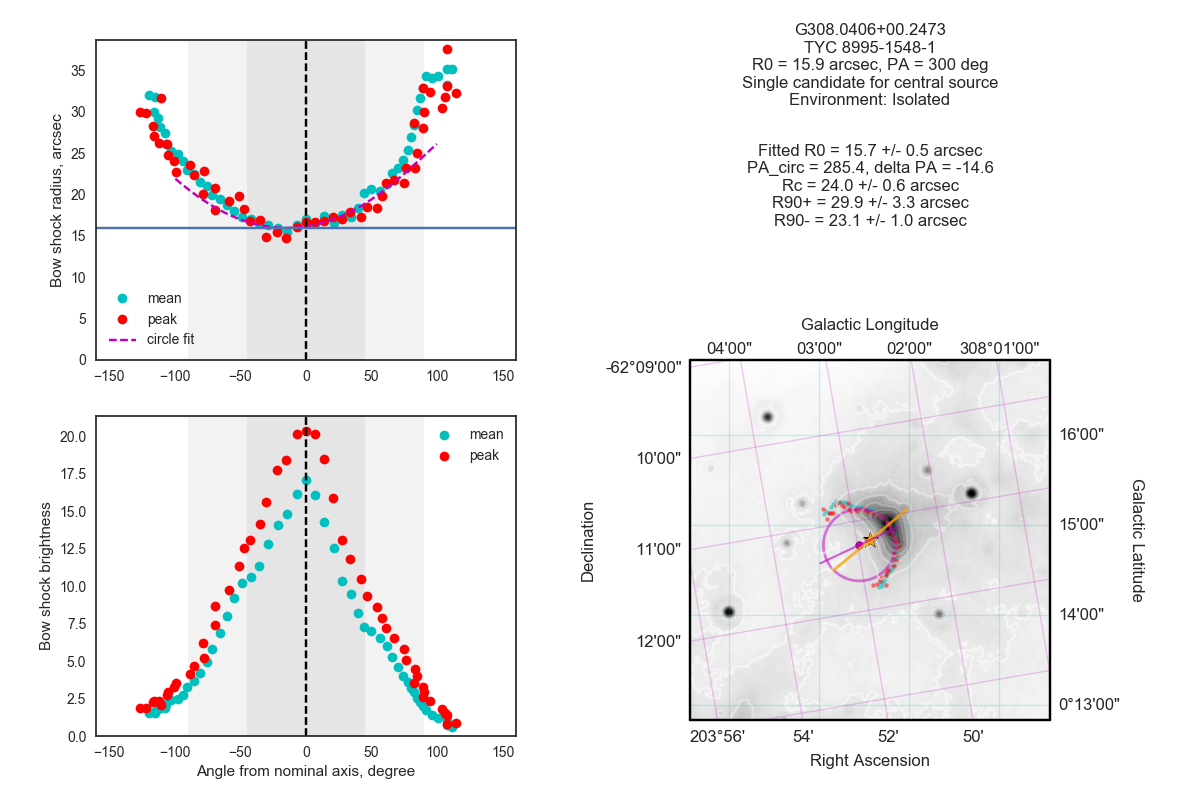 G308.0406+00.2473
TYC 8995-1548-1
R0 = 15.9 arcsec, PA = 300 deg
Single candidate for central source
Environment: Isolated
Fitted R0 = 15.7 +/- 0.5 arcsec
PA_circ = 285.4, delta PA = -14.6
Rc = 24.0 +/- 0.6 arcsec
R90+ = 29.9 +/- 3.3 arcsec
R90- = 23.1 +/- 1.0 arcsec
Bow shock radius, arcsec
35
30
25
20
15
10
5
0
mean
peak
circle fit
−150 −100 −50 0 50 100 150
Bow shock brightness
20.0
17.5
15.0
12.5
10.0
7.5
5.0
2.5
0.0
mean
peak
−150 −100 −50 0 50 100 150
Angle from nominal axis, degree
Galactic Longitude
04'00" 03'00" 02'00" 308°01'00"
-62°09'00"
10'00"
11'00"
12'00"
Declination
16'00"
15'00"
14'00"
0°13'00"
Galactic Latitude
203°56' 54' 52' 50'
Right Ascension